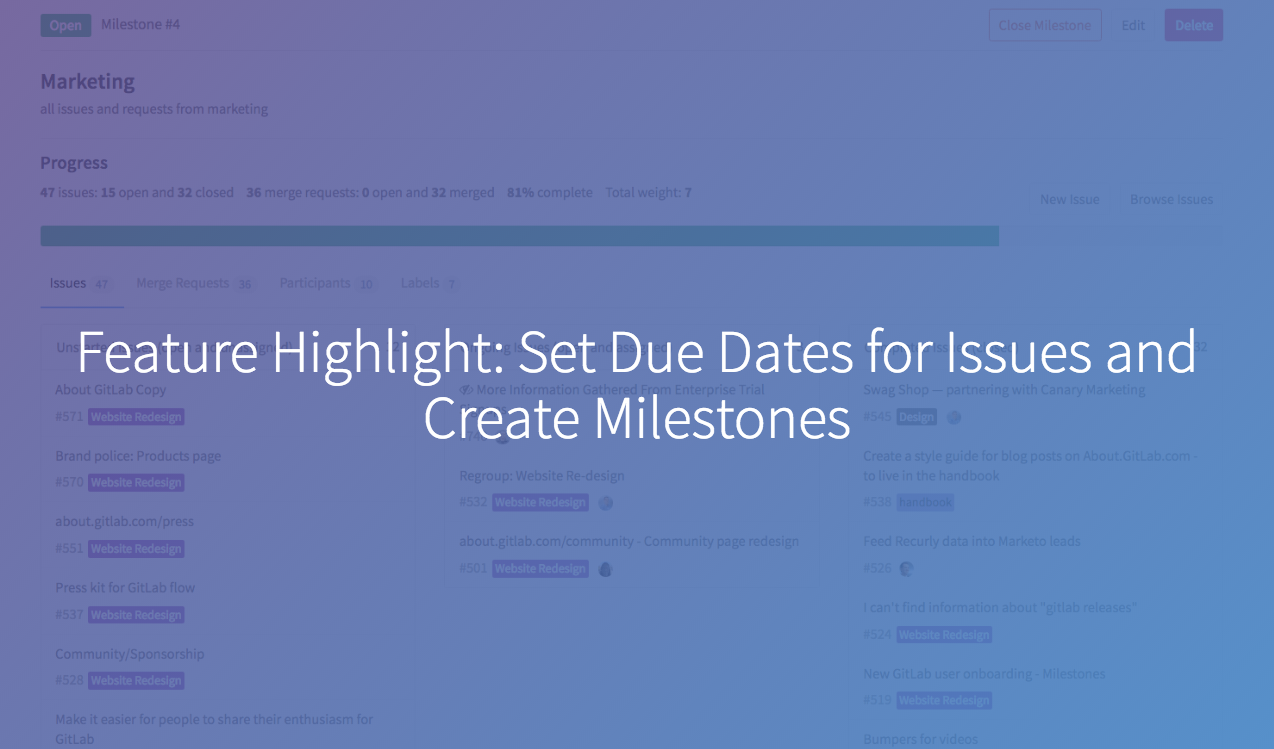 Open Milestone #4 Close Milestone Edit Delete
Marketing
all issues and requests from marketing
Progress
47 issues: 15 open and 32 closed 36 merge requests: 0 open and 32 merged 81% complete Total weight: 7
New Issue Browse Issues
Issues 47 Merge Requests 36 Participants 10 Labels 7
Feature Highlight: Set Due Dates for Issues and
Create Milestones
32
About GitLab Copy
#571 Website Redesign
Brand police: Products page
#570 Website Redesign
about.gitlab.com/press
#551 Website Redesign
Press kit for GitLab flow
#537 Website Redesign
Community/Sponsorship
#528 Website Redesign
Make it easier for people to share their enthusiasm for
GitLab
More Information Gathered From Enterprise Trial
Regroup: Website Re-design
#532 Website Redesign
about.gitlab.com/community - Community page redesign
#501 Website Redesign
Swag Shop — partnering with Canary Marketing
#545 Design
Create a style guide for blog posts on About.GitLab.com -
to live in the handbook
#538 handbook
Feed Recurly data into Marketo leads
#526
I can't find information about "gitlab releases"
#524 Website Redesign
New GitLab user onboarding - Milestones
#519 Website Redesign
Bumpers for videos